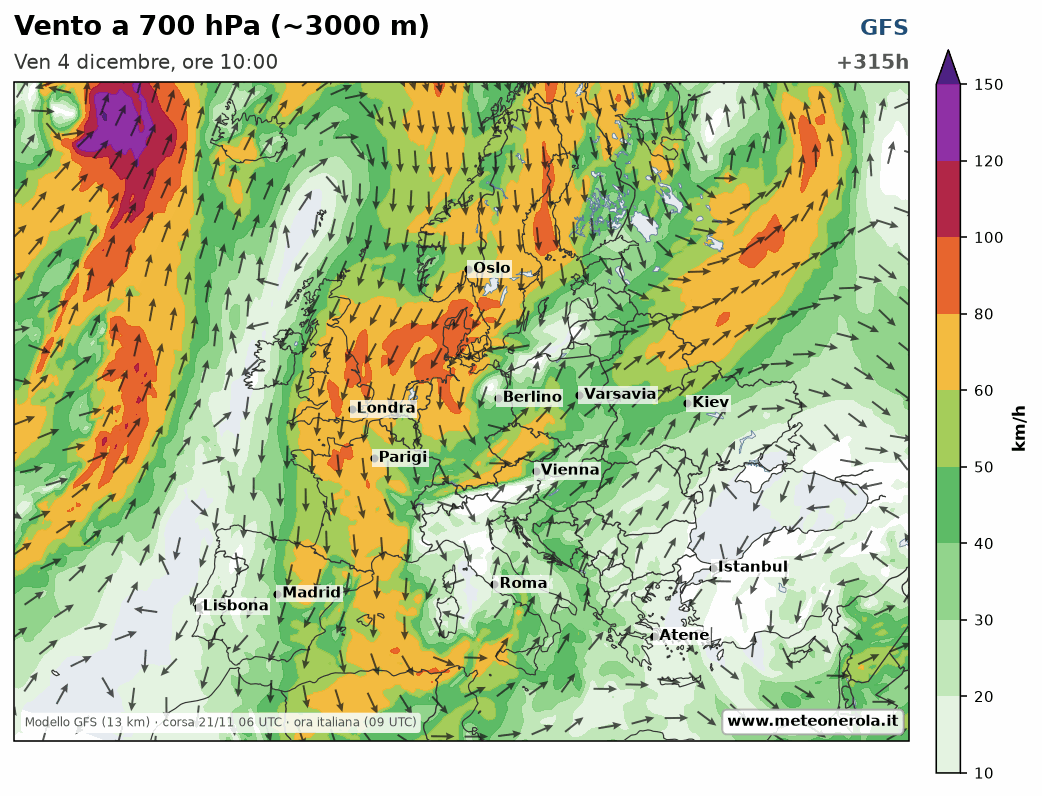 Vento a 700 hPa (~3000 m)
GFS
Ven 4 dicembre, ore 10:00
+315h
150
120
100
80
60
50
40
30
20
10
km/h
Oslo
Berlino
Varsavia
Kiev
Londra
Parigi
Vienna
Istanbul
Roma
Madrid
Lisbona
Atene
Modello GFS (13 km) · corsa 21/11 06 UTC · ora italiana (09 UTC)
www.meteonerola.it